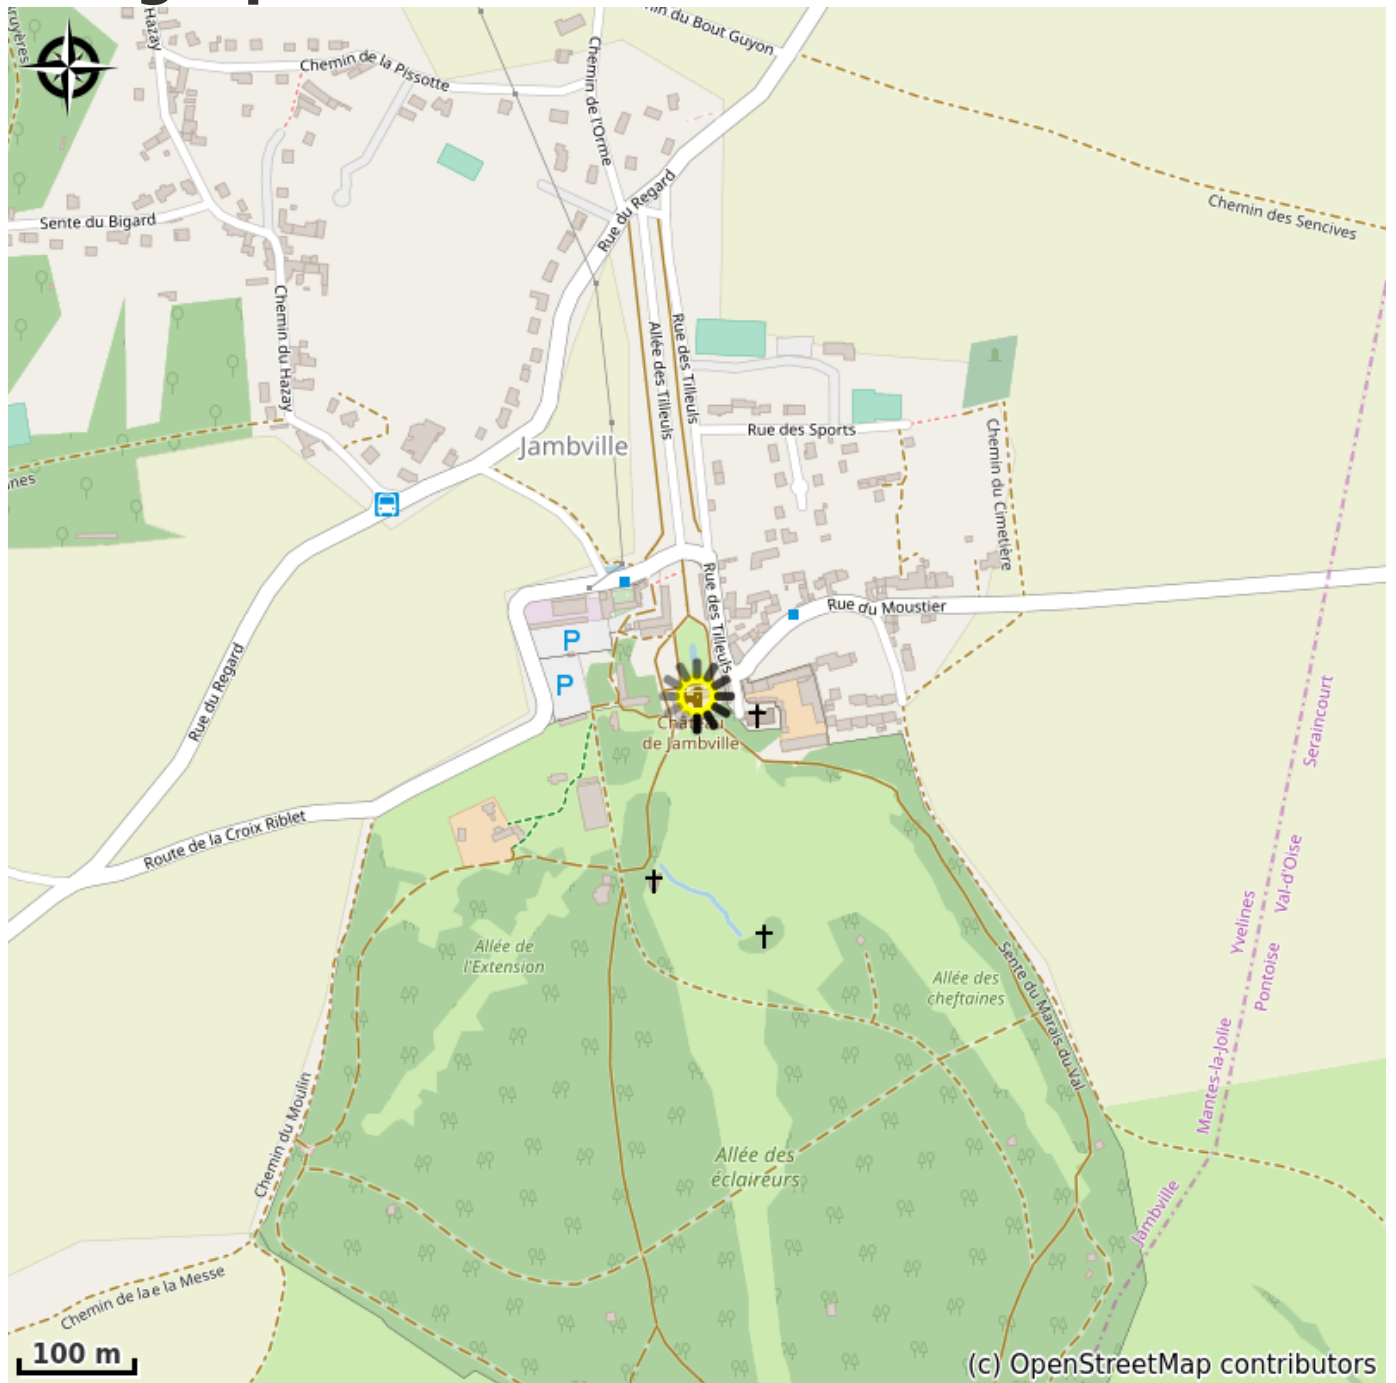 Hazay
ruyères
Chemin de la Pissotte
Chemin de l'Orme
in du Bout Guyon
Chemin des Sencives
Sente du Bigard
Rue du Regard
Chemin du Hazay
Allée des Tilleuls
Rue des Tilleuls
Rue des Sports
Jambville
Chemin du Cimetière
nes
Rue des Tilleuls
Rue du Moustier
P
P
Rue du Regard
Château
de Jambville
Seraincourt
Route de la Croix Riblet
Val-d'Oise
Yvelines
Pontoise
Mantes-la-Jolie
Allée de
l'Extension
Allée des
cheftaines
Sente du Marais du Val
Chemin du Moulin
Allée des
éclaireurs
Jambville
Chemin de la e la Messe
100 m
(c) OpenStreetMap contributors